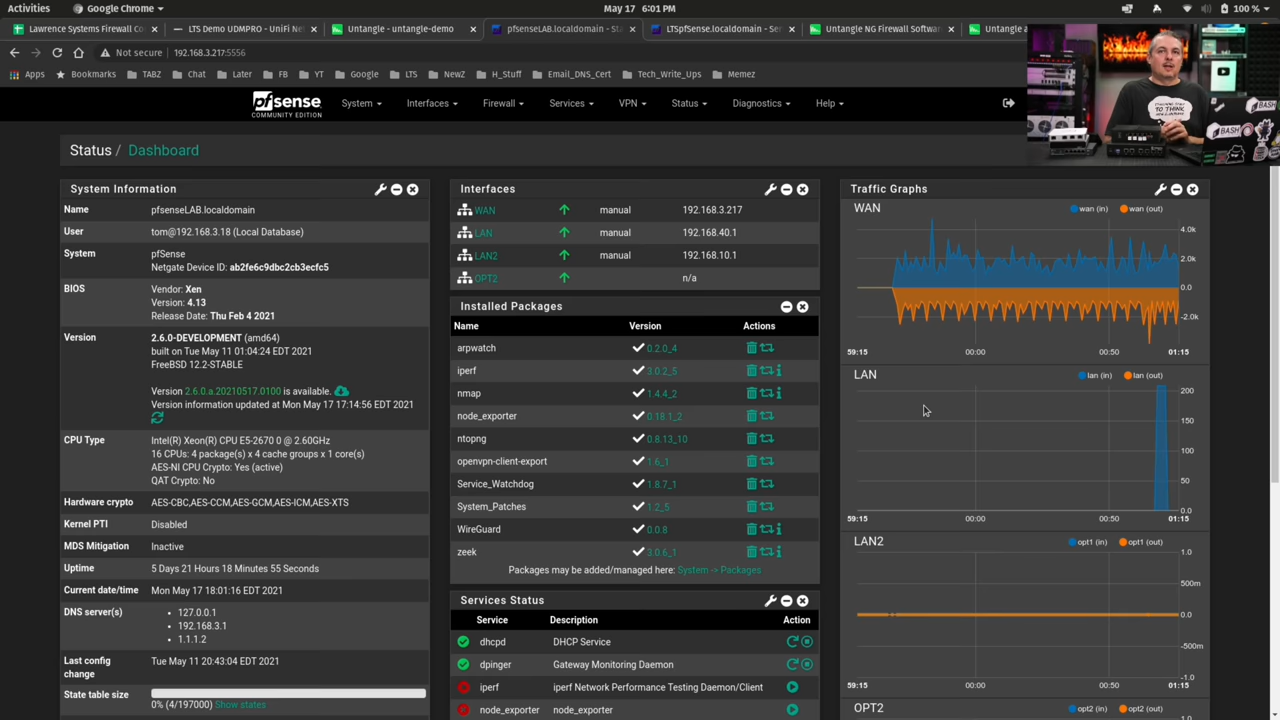 Activities
Google Chrome
May 17 6:01 PM
100 %
Lawrence Systems Firewall Co
LTS Demo UDMPRO - UniFi Ne
Untangle - untangle-demo
pfsenseLAB.localdomain - Sta
LTSpfSense.localdomain - Ser
Untangle NG Firewall Softwar
Untangle a
Not secure 192.168.3.217:5556
Apps Bookmarks TABZ Chat Later FB YT Google LTS NewZ H_Stuff Email_DNS_Cert Tech_Write_Ups Memez
pfsense
COMMUNITY EDITION
System Interfaces Firewall Services VPN Status Diagnostics Help
TO THINK
BASH
BASH
Status / Dashboard
System Information
Name pfsenseLAB.localdomain
User tom@192.168.3.18 (Local Database)
System pfSense
Netgate Device ID: ab2fe6c9dbc2cb3ecfc5
BIOS Vendor: Xen
Version: 4.13
Release Date: Thu Feb 4 2021
Version 2.6.0-DEVELOPMENT (amd64)
built on Tue May 11 01:04:24 EDT 2021
FreeBSD 12.2-STABLE
Version 2.6.0.a.20210517.0100 is available.
Version information updated at Mon May 17 17:14:56 EDT 2021
CPU Type Intel(R) Xeon(R) CPU E5-2670 0 @ 2.60GHz
16 CPUs: 4 package(s) x 4 cache groups x 1 core(s)
AES-NI CPU Crypto: Yes (active)
QAT Crypto: No
Hardware crypto AES-CBC,AES-CCM,AES-GCM,AES-ICM,AES-XTS
Kernel PTI Disabled
MDS Mitigation Inactive
Uptime 5 Days 21 Hours 18 Minutes 55 Seconds
Current date/time Mon May 17 18:01:16 EDT 2021
DNS server(s) 127.0.0.1
192.168.3.1
1.1.1.2
Last config change Tue May 11 20:43:04 EDT 2021
State table size
0% (4/197000) Show states
Interfaces
WAN manual 192.168.3.217
LAN manual 192.168.40.1
LAN2 manual 192.168.10.1
OPT2 n/a
Installed Packages
Name Version Actions
arpwatch 0.2.0_4
iperf 3.0.2_5
nmap 1.4.4_2
node_exporter 0.18.1_2
ntopng 0.8.13_10
openvpn-client-export 1.6_1
Service_Watchdog 1.8.7_1
System_Patches 1.2_5
WireGuard 0.0.8
zeek 3.0.6_1
Packages may be added/managed here: System -> Packages
Services Status
Service Description Action
dhcpd DHCP Service
dpinger Gateway Monitoring Daemon
iperf iperf Network Performance Testing Daemon/Client
node_exporter node_exporter
Traffic Graphs
WAN
wan (in) wan (out)
4.0k
2.0k
0.0
-2.0k
59:15 00:00 00:50 01:15
LAN
lan (in) lan (out)
200
150
100
50
0.0
59:15 00:00 00:50 01:15
LAN2
opt1 (in) opt1 (out)
1.0
500m
0.0
-500m
-1.0
59:15 00:00 00:50 01:15
OPT2
opt2 (in) opt2 (out)